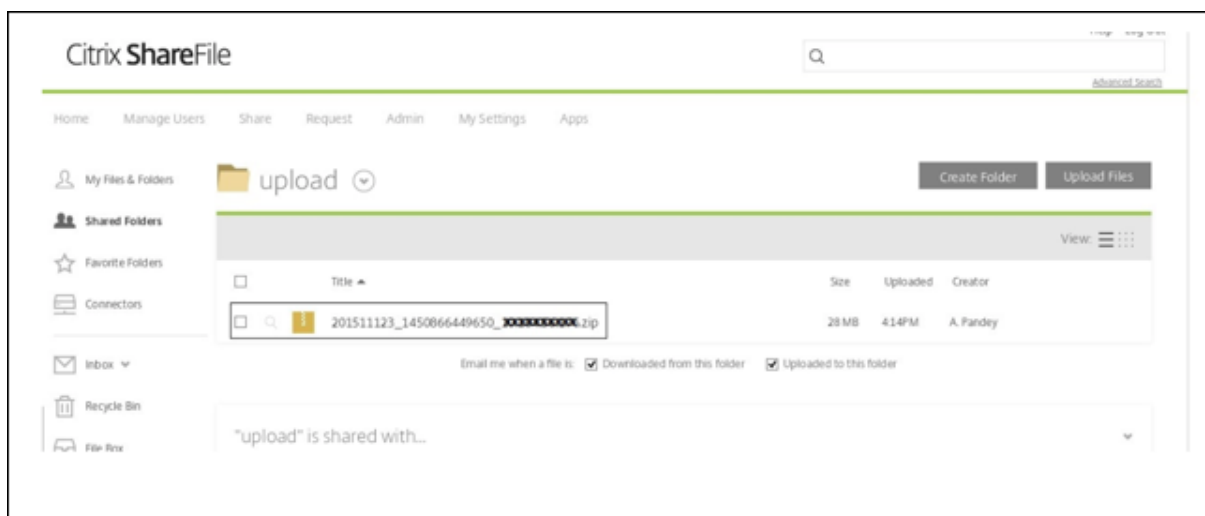 Help Log Out
Citrix ShareFile
Advanced Search
Home Manage Users Share Request Admin My Settings Apps
My Files & Folders
upload
Create Folder Upload Files
Shared Folders
View:
Favorite Folders
Title Size Uploaded Creator
Connectors
201511123_1450866449650_ .zip 28 MB 4:14PM A. Pandey
Inbox
Email me when a file is: Downloaded from this folder Uploaded to this folder
Recycle Bin
"upload" is shared with...
File Box